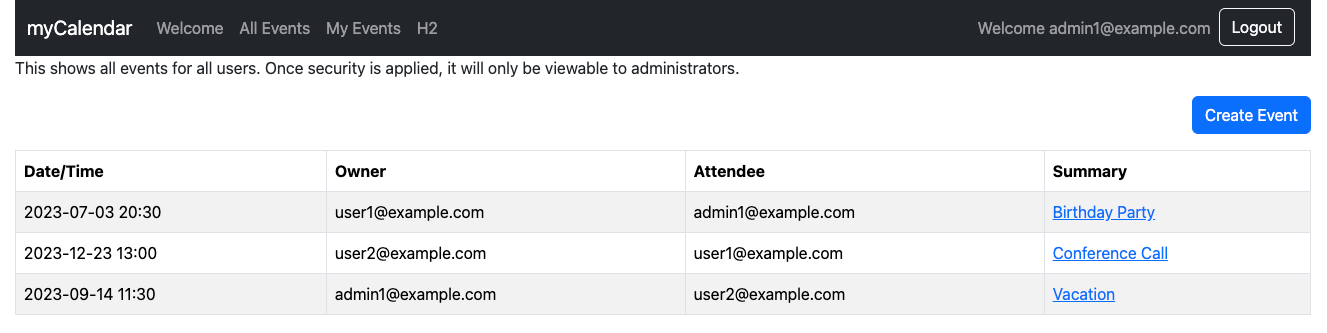 myCalendar Welcome All Events My Events H2 Welcome admin1@example.com Logout
This shows all events for all users. Once security is applied, it will only be viewable to administrators.
Create Event
Date/Time Owner Attendee Summary
2023-07-03 20:30 user1@example.com admin1@example.com Birthday Party
2023-12-23 13:00 user2@example.com user1@example.com Conference Call
2023-09-14 11:30 admin1@example.com user2@example.com Vacation